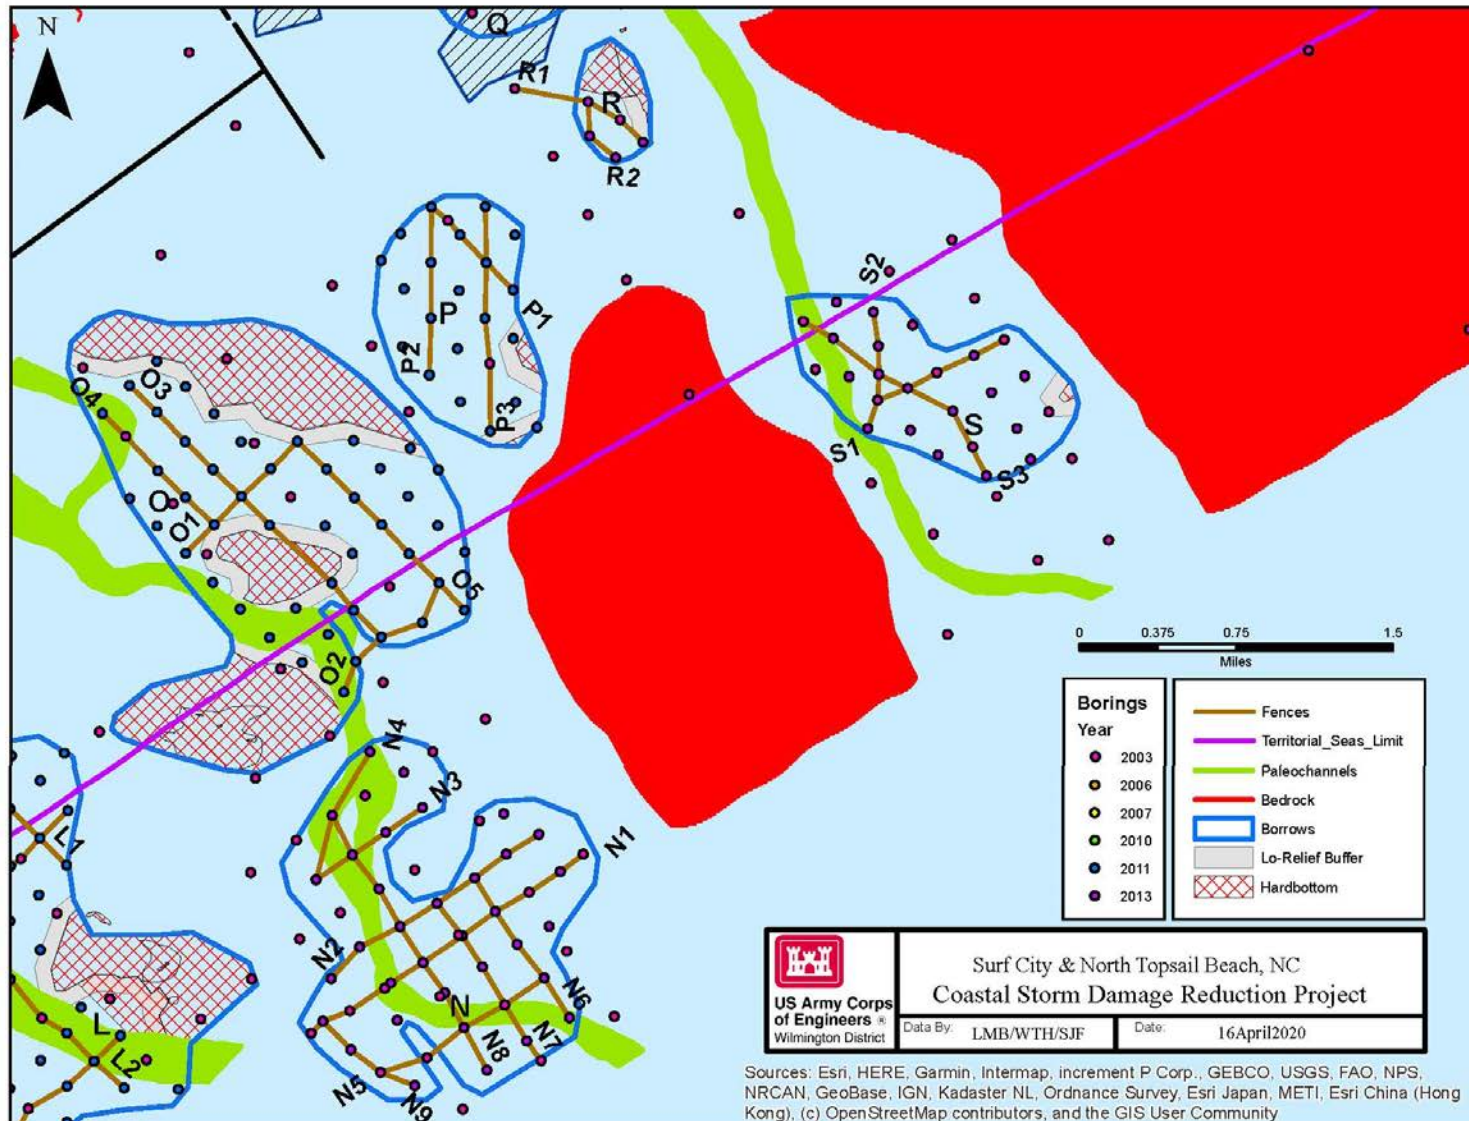 N
Q
R1
R
R2
S2
P1
P
P2
P3
O3
O4
S
S1
S3
O
O1
O5
O2
N4
N3
N1
L1
N2
N
N6
N7
N8
N5
N9
L
L2
0 0.375 0.75 1.5
Miles
Borings
Year
2003
2006
2007
2010
2011
2013
Fences
Territorial_Seas_Limit
Paleochannels
Bedrock
Borrows
Lo-Relief Buffer
Hardbottom
US Army Corps
of Engineers ®
Wilmington District
Surf City & North Topsail Beach, NC
Coastal Storm Damage Reduction Project
Data By: LMB/WTH/SJF Date: 16April2020
Sources: Esri, HERE, Garmin, Intermap, increment P Corp., GEBCO, USGS, FAO, NPS,
NRCAN, GeoBase, IGN, Kadaster NL, Ordnance Survey, Esri Japan, METI, Esri China (Hong
Kong), (c) OpenStreetMap contributors, and the GIS User Community